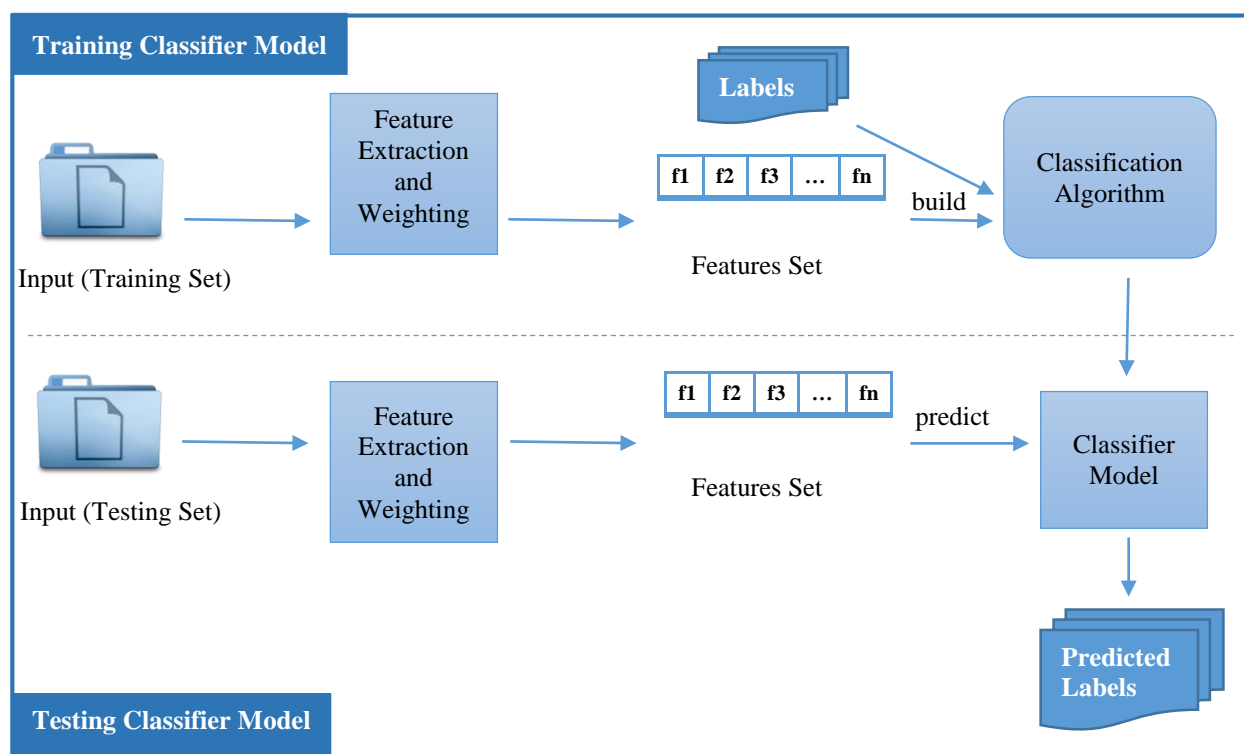 Training Classifier Model
Labels
Feature
Extraction
and
Weighting
Classification
Algorithm
f1 f2 f3 … fn
build
Input (Training Set)
Features Set
Feature
Extraction
and
Weighting
f1 f2 f3 … fn
predict
Classifier
Model
Features Set
Input (Testing Set)
Predicted
Labels
Testing Classifier Model